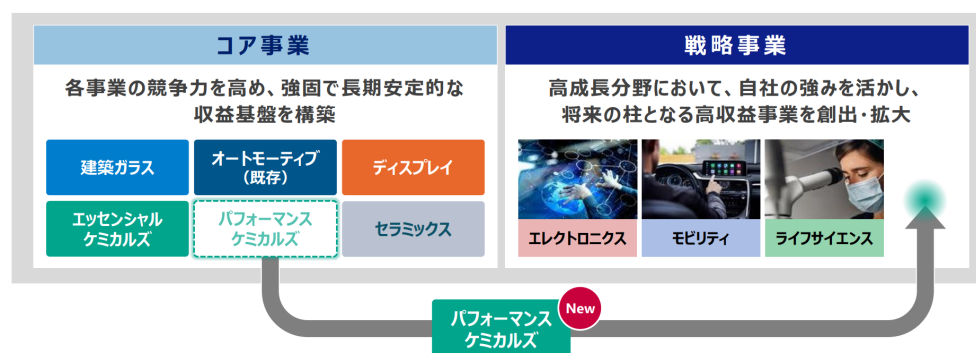 コア事業
各事業の競争力を高め、強固で長期安定的な
収益基盤を構築
建築ガラス
オートモーティブ
（既存）
ディスプレイ
エッセンシャル
ケミカルズ
パフォーマンス
ケミカルズ
セラミックス
戦略事業
高成長分野において、自社の強みを活かし、
将来の柱となる高収益事業を創出・拡大
エレクトロニクス
モビリティ
ライフサイエンス
パフォーマンス
ケミカルズ
New